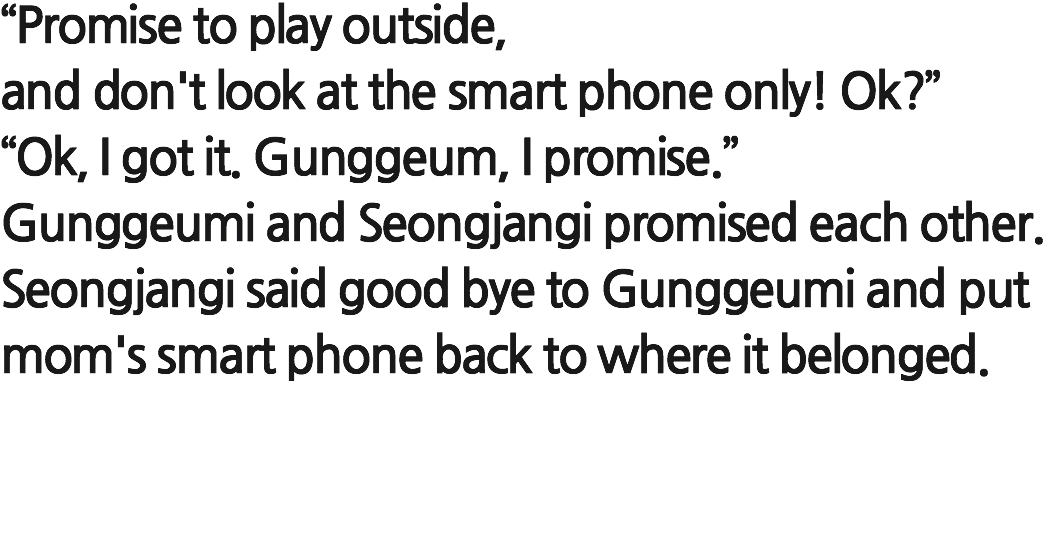 “Promise to play outside,
and don't look at the smart phone only! Ok?”
“Ok, I got it. Gunggeum, I promise.”
Gunggeumi and Seongjangi promised each other.
Seongjangi said good bye to Gunggeumi and put
mom's smart phone back to where it belonged.